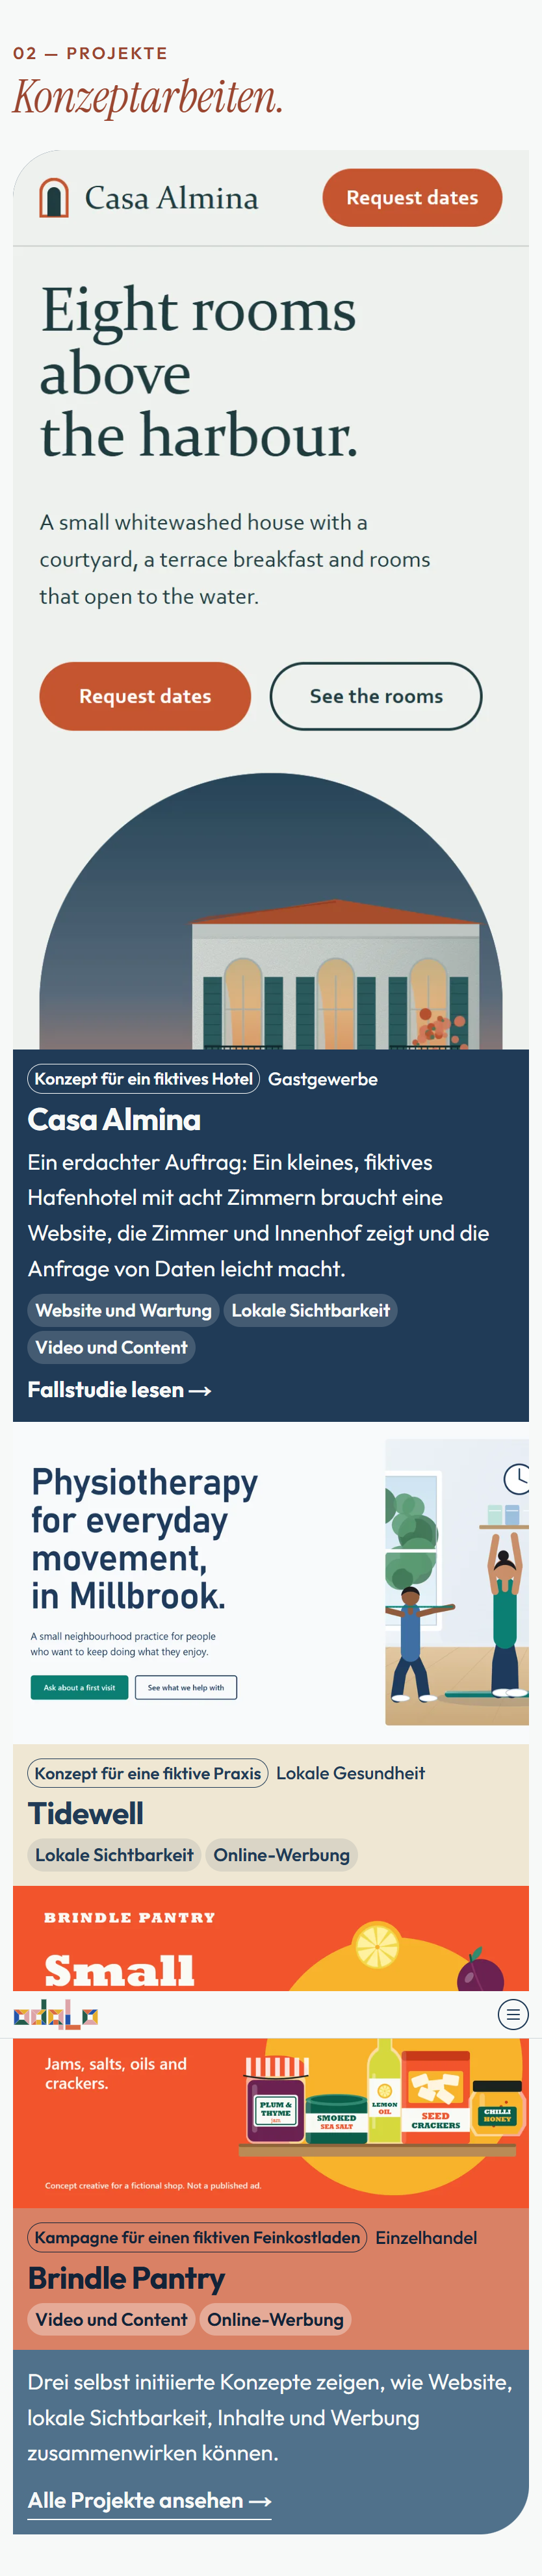 02 — PROJEKTE
Konzeptarbeiten.
Casa Almina
Request dates
Eight rooms
above
the harbour.
A small whitewashed house with a
courtyard, a terrace breakfast and rooms
that open to the water.
Request dates
See the rooms
Konzept für ein fiktives Hotel
Gastgewerbe
Casa Almina
Ein erdachter Auftrag: Ein kleines, fiktives
Hafenhotel mit acht Zimmern braucht eine
Website, die Zimmer und Innenhof zeigt und die
Anfrage von Daten leicht macht.
Website und Wartung
Lokale Sichtbarkeit
Video und Content
Fallstudie lesen →
Physiotherapy
for everyday
movement,
in Millbrook.
A small neighbourhood practice for people
who want to keep doing what they enjoy.
Ask about a first visit
See what we help with
Konzept für eine fiktive Praxis
Lokale Gesundheit
Tidewell
Lokale Sichtbarkeit
Online-Werbung
BRINDLE PANTRY
Small
Jams, salts, oils and
crackers.
PLUM &
THYME
jam
SMOKED
SEA SALT
LEMON
OIL
SEED
CRACKERS
CHILLI
HONEY
Concept creative for a fictional shop. Not a published ad.
Kampagne für einen fiktiven Feinkostladen
Einzelhandel
Brindle Pantry
Video und Content
Online-Werbung
Drei selbst initiierte Konzepte zeigen, wie Website,
lokale Sichtbarkeit, Inhalte und Werbung
zusammenwirken können.
Alle Projekte ansehen →